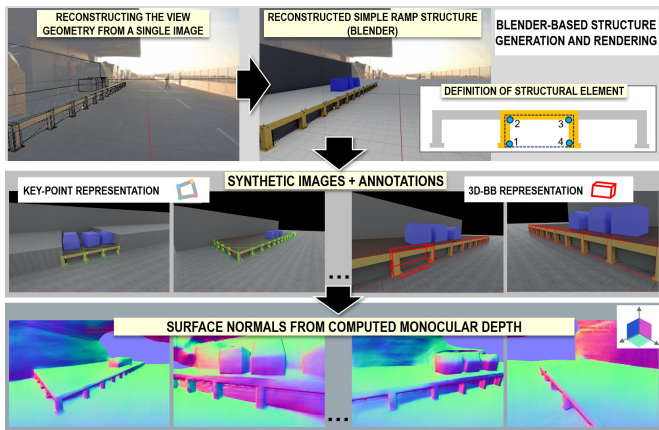 RECONSTRUCTING THE VIEW
GEOMETRY FROM A SINGLE IMAGE
RECONSTRUCTED SIMPLE RAMP STRUCTURE
(BLENDER)
BLENDER-BASED STRUCTURE
GENERATION AND RENDERING
DEFINITION OF STRUCTURAL ELEMENT
2 3
1 4
SYNTHETIC IMAGES + ANNOTATIONS
KEY-POINT REPRESENTATION
3D-BB REPRESENTATION
...
SURFACE NORMALS FROM COMPUTED MONOCULAR DEPTH
...